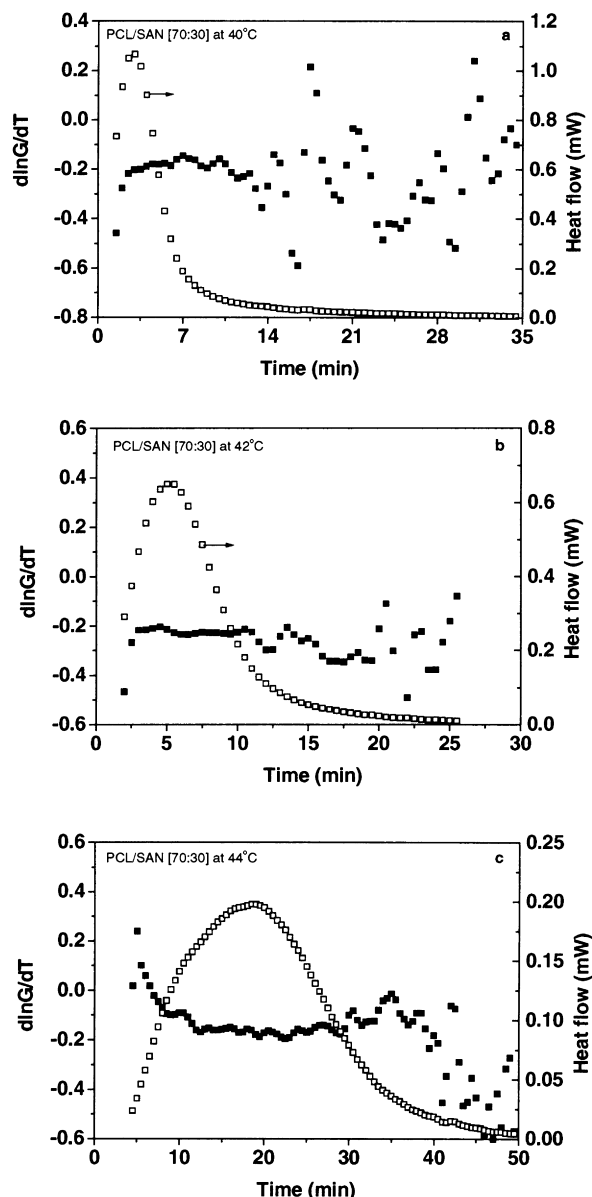 PCL/SAN [70:30] at 40°C
a
dlnG/dT
0.4
0.2
0.0
-0.2
-0.4
-0.6
-0.8
Heat flow (mW)
1.2
1.0
0.8
0.6
0.4
0.2
0.0
0 7 14 21 28 35
Time (min)
PCL/SAN [70:30] at 42°C
b
dlnG/dT
0.6
0.4
0.2
0.0
-0.2
-0.4
-0.6
Heat flow (mW)
0.8
0.6
0.4
0.2
0.0
0 5 10 15 20 25 30
Time (min)
PCL/SAN [70:30] at 44°C
c
dlnG/dT
0.6
0.4
0.2
0.0
-0.2
-0.4
-0.6
Heat flow (mW)
0.25
0.20
0.15
0.10
0.05
0.00
0 10 20 30 40 50
Time (min)